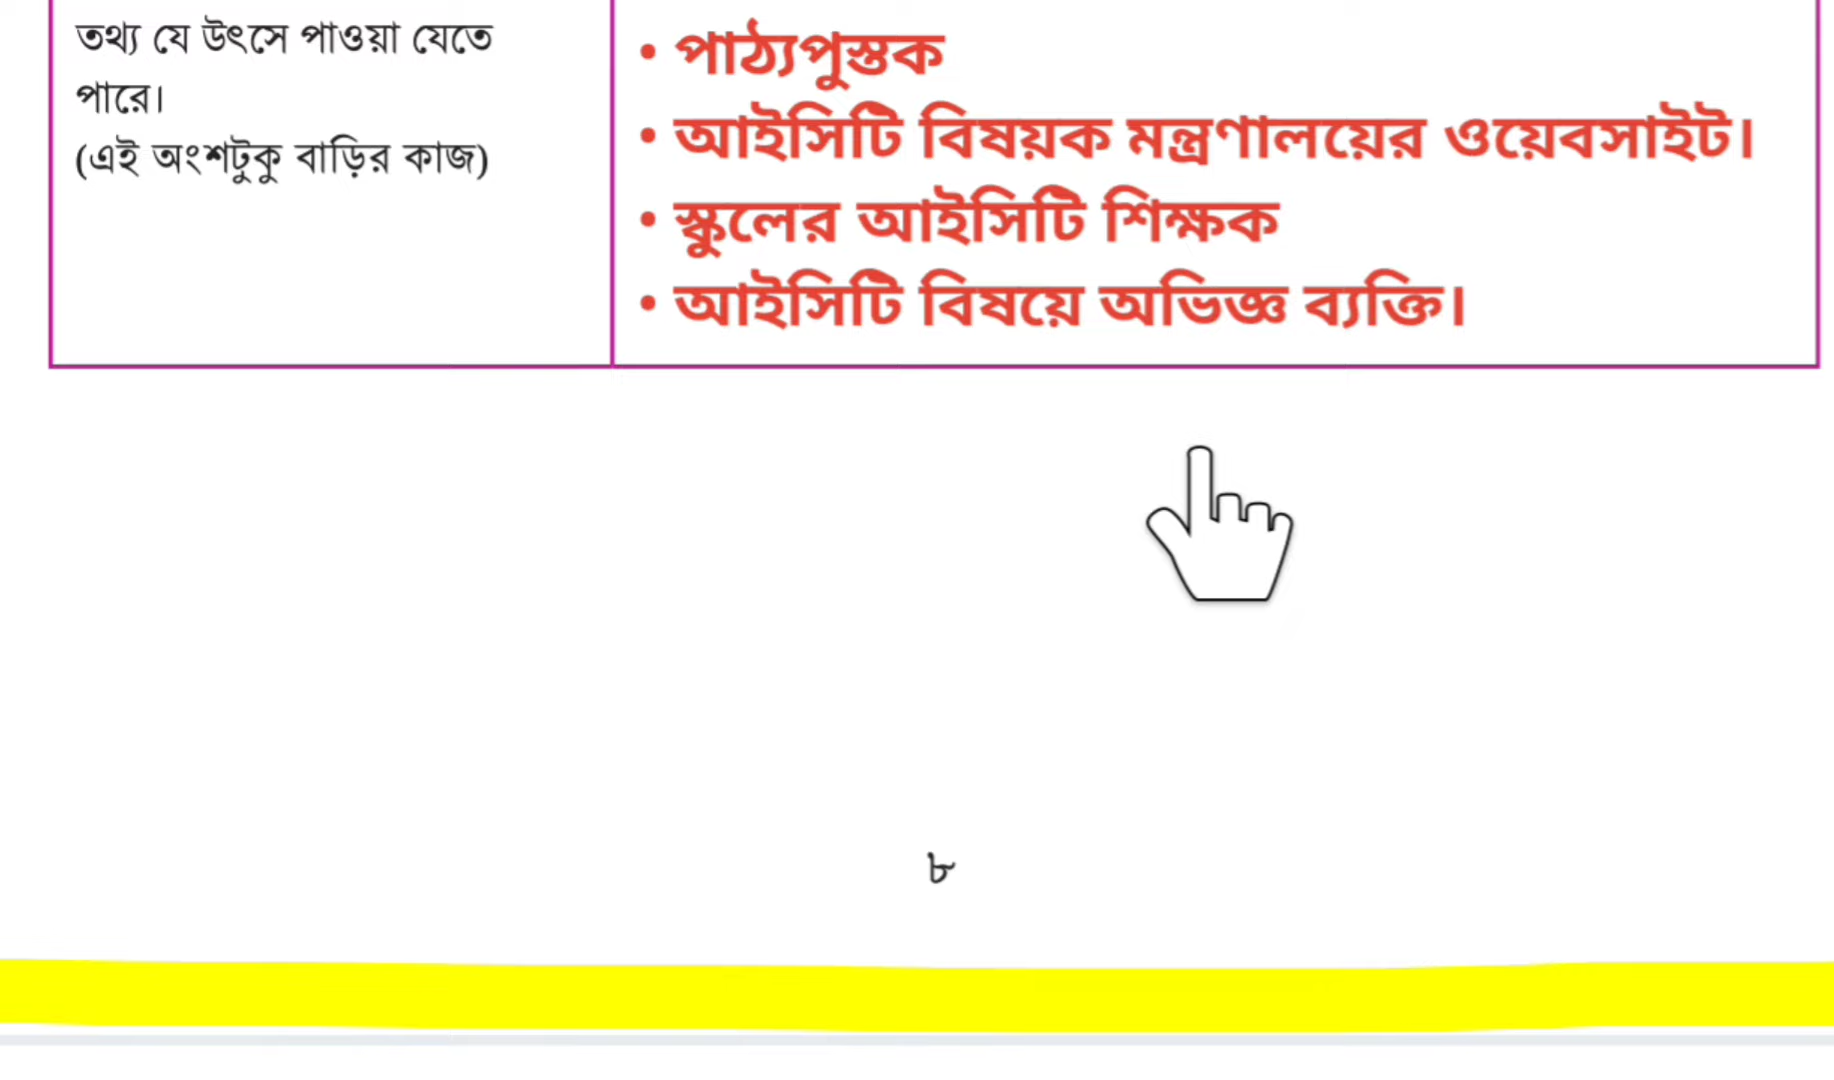 তথ্য যে উৎসে পাওয়া যেতে
পারে।
(এই অংশটুকু বাড়ির কাজ)
• পাঠ্যপুস্তক
• আইসিটি বিষয়ক মন্ত্রণালয়ের ওয়েবসাইট।
• স্কুলের আইসিটি শিক্ষক
• আইসিটি বিষয়ে অভিজ্ঞ ব্যক্তি।
৮